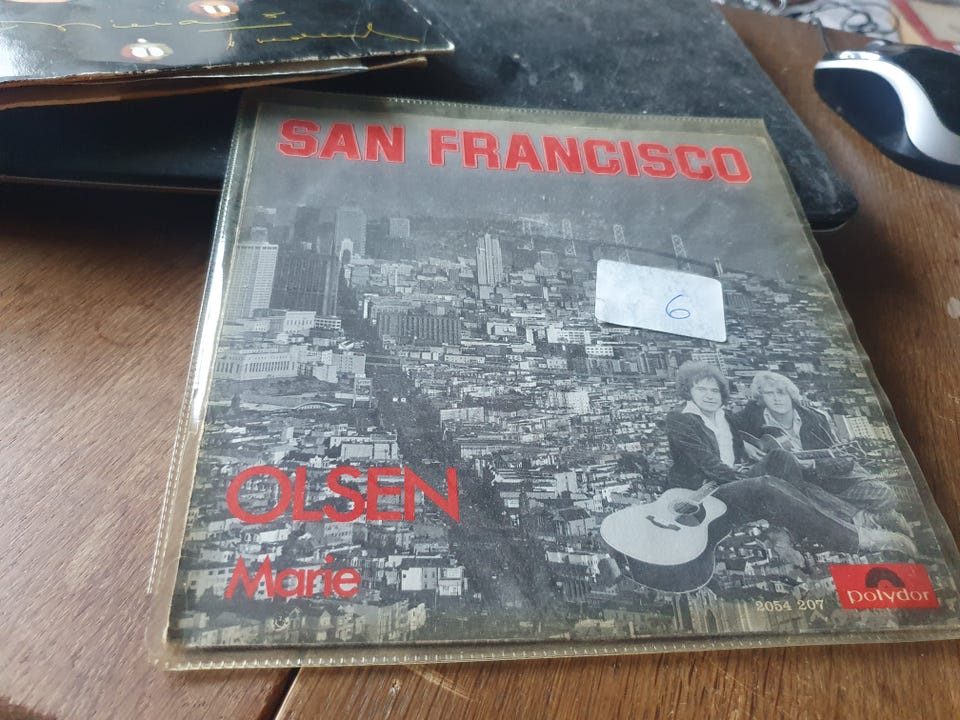 SAN FRANCISCO
6
OLSEN
Marie
2054 207
polydor